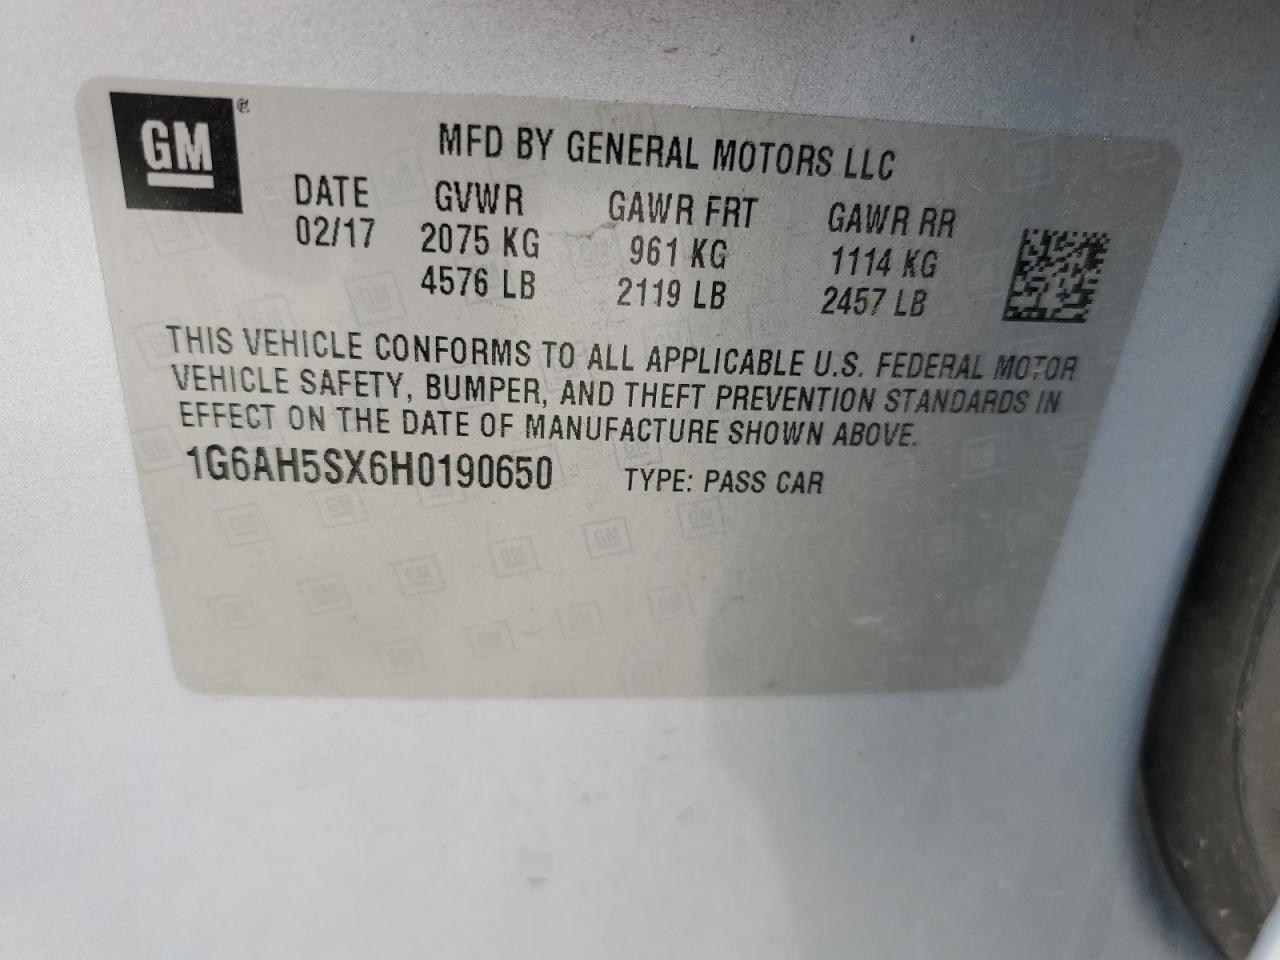 GM®
MFD BY GENERAL MOTORS LLC
DATE GVWR GAWR FRT GAWR RR
02/17 2075 KG 961 KG 1114 KG
4576 LB 2119 LB 2457 LB
THIS VEHICLE CONFORMS TO ALL APPLICABLE U.S. FEDERAL MOTOR
VEHICLE SAFETY, BUMPER, AND THEFT PREVENTION STANDARDS IN
EFFECT ON THE DATE OF MANUFACTURE SHOWN ABOVE.
1G6AH5SX6H0190650 TYPE: PASS CAR